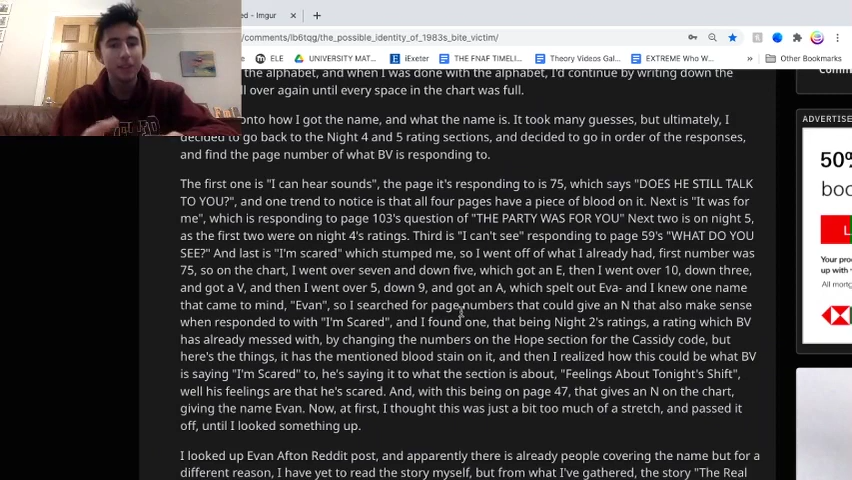 ed - Imgur
/comments/lb6tqg/the_possible_identity_of_1983s_bite_victim/
ELE
UNIVERSITY MAT...
iExeter
THE FNAF TIMELI...
Theory Videos Gal...
EXTREME Who W...
Other Bookmarks
the alphabet, and when I was done with the alphabet, I'd continue by writing down the
all over again until every space in the chart was full.
onto how I got the name, and what the name is. It took many guesses, but ultimately, I
decided to go back to the Night 4 and 5 rating sections, and decided to go in order of the responses,
and find the page number of what BV is responding to.
The first one is "I can hear sounds", the page it's responding to is 75, which says "DOES HE STILL TALK
TO YOU?", and one trend to notice is that all four pages have a piece of blood on it. Next is "It was for
me", which is responding to page 103's question of "THE PARTY WAS FOR YOU" Next two is on night 5,
as the first two were on night 4's ratings. Third is "I can't see" responding to page 59's "WHAT DO YOU
SEE?" And last is "I'm scared" which stumped me, so I went off of what I already had, first number was
75, so on the chart, I went over seven and down five, which got an E, then I went over 10, down three,
and got a V, and then I went over 5, down 9, and got an A, which spelt out Eva- and I knew one name
that came to mind, "Evan", so I searched for page numbers that could give an N that also make sense
when responded to with "I'm Scared", and I found one, that being Night 2's ratings, a rating which BV
has already messed with, by changing the numbers on the Hope section for the Cassidy code, but
here's the things, it has the mentioned blood stain on it, and then I realized how this could be what BV
is saying "I'm Scared" to, he's saying it to what the section is about, "Feelings About Tonight's Shift",
well his feelings are that he's scared. And, with this being on page 47, that gives an N on the chart,
giving the name Evan. Now, at first, I thought this was just a bit too much of a stretch, and passed it
off, until I looked something up.
I looked up Evan Afton Reddit post, and apparently there is already people covering the name but for a
different reason, I have yet to read the story myself, but from what I've gathered, the story "The Real
ADVERTISE
50%
boo
L
Your pro
up with
All mortg